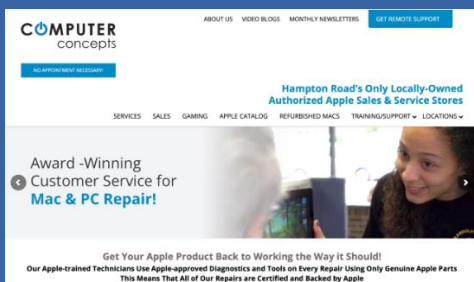 COMPUTER
concepts
ABOUT US VIDEO BLOGS MONTHLY NEWSLETTERS GET REMOTE SUPPORT
NO APPOINTMENT NECESSARY!
Hampton Road's Only Locally-Owned
Authorized Apple Sales & Service Stores
SERVICES SALES GAMING APPLE CATALOG REFURBISHED MACS TRAINING/SUPPORT LOCATIONS
Award -Winning
Customer Service for
Mac & PC Repair!
Get Your Apple Product Back to Working the Way it Should!
Our Apple-trained Technicians Use Apple-approved Diagnostics and Tools on Every Repair Using Only Genuine Apple Parts
This Means That All of Our Repairs are Certified and Backed by Apple